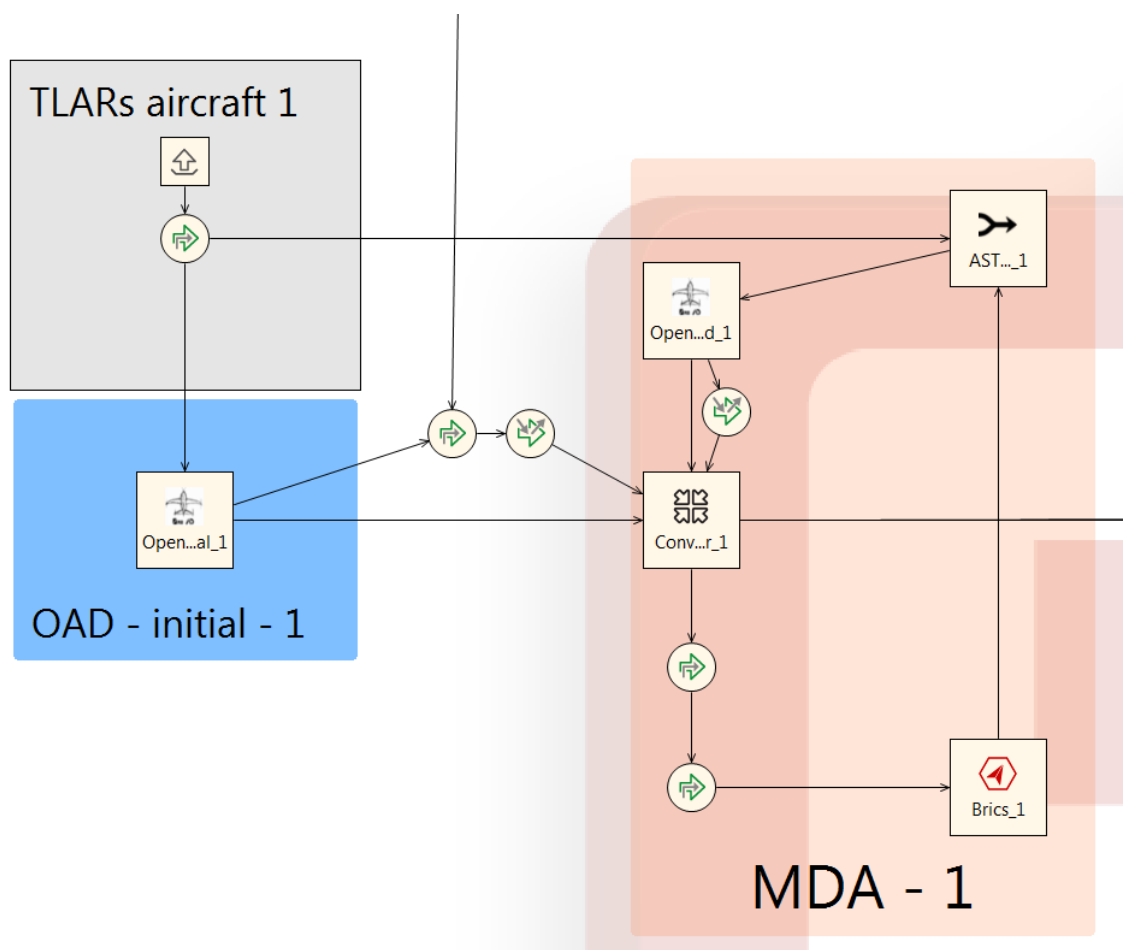 TLARs aircraft 1
AST..._1
Open...d_1
Open...al_1
Conv...r_1
OAD - initial - 1
Brics_1
MDA - 1